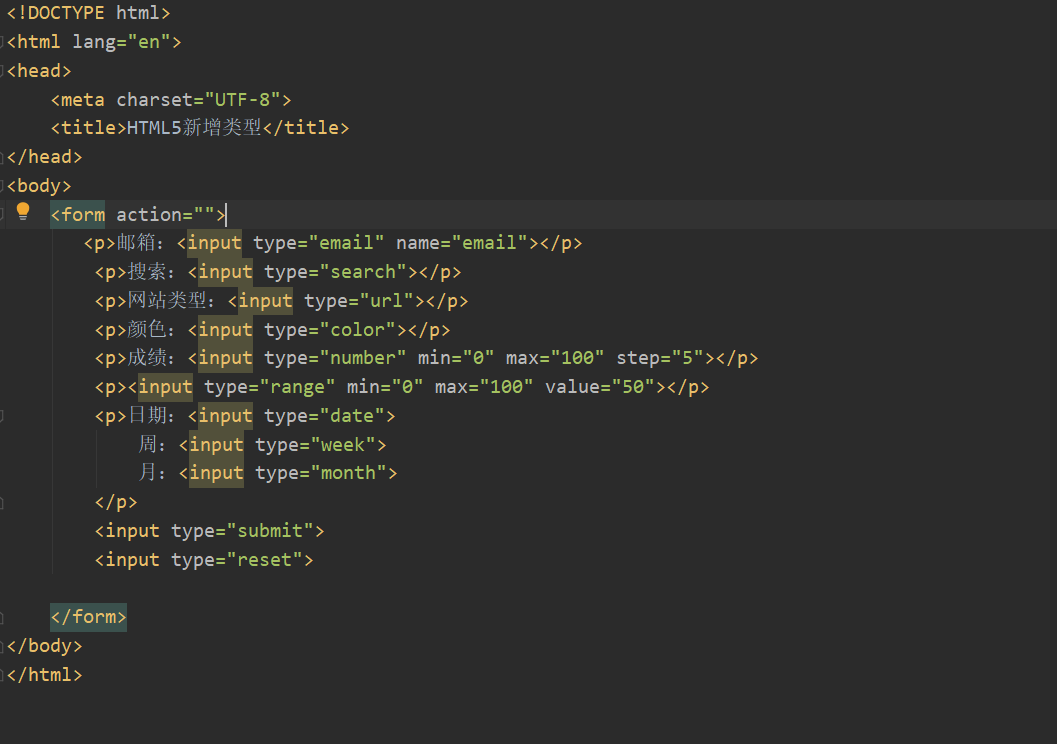 <!DOCTYPE html>
<html lang="en">
<head>
    <meta charset="UTF-8">
    <title>HTML5新增类型</title>
</head>
<body>
    <form action="">
       <p>邮箱：<input type="email" name="email"></p>
        <p>搜索：<input type="search"></p>
        <p>网站类型：<input type="url"></p>
        <p>颜色：<input type="color"></p>
        <p>成绩：<input type="number" min="0" max="100" step="5"></p>
        <p><input type="range" min="0" max="100" value="50"></p>
        <p>日期：<input type="date">
            周：<input type="week">
            月：<input type="month">
        </p>
        <input type="submit">
        <input type="reset">

    </form>
</body>
</html>